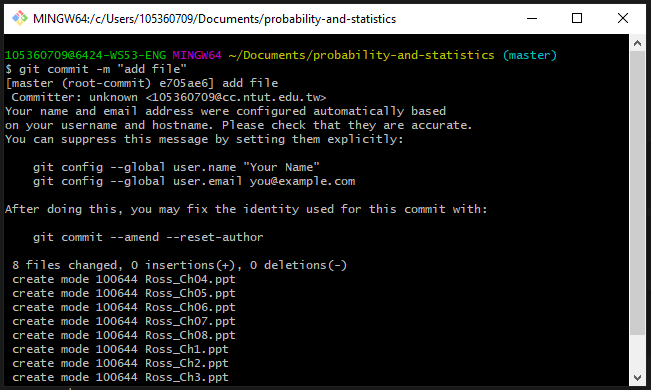 MINGW64:/c/Users/105360709/Documents/probability-and-statistics
105360709@6424-WS53-ENG MINGW64 ~/Documents/probability-and-statistics (master)
$ git commit -m "add file"
[master (root-commit) e705ae6] add file
 Committer: unknown <105360709@cc.ntut.edu.tw>
Your name and email address were configured automatically based
on your username and hostname. Please check that they are accurate.
You can suppress this message by setting them explicitly:

    git config --global user.name "Your Name"
    git config --global user.email you@example.com

After doing this, you may fix the identity used for this commit with:

    git commit --amend --reset-author

 8 files changed, 0 insertions(+), 0 deletions(-)
 create mode 100644 Ross_Ch04.ppt
 create mode 100644 Ross_Ch05.ppt
 create mode 100644 Ross_Ch06.ppt
 create mode 100644 Ross_Ch07.ppt
 create mode 100644 Ross_Ch08.ppt
 create mode 100644 Ross_Ch1.ppt
 create mode 100644 Ross_Ch2.ppt
 create mode 100644 Ross_Ch3.ppt